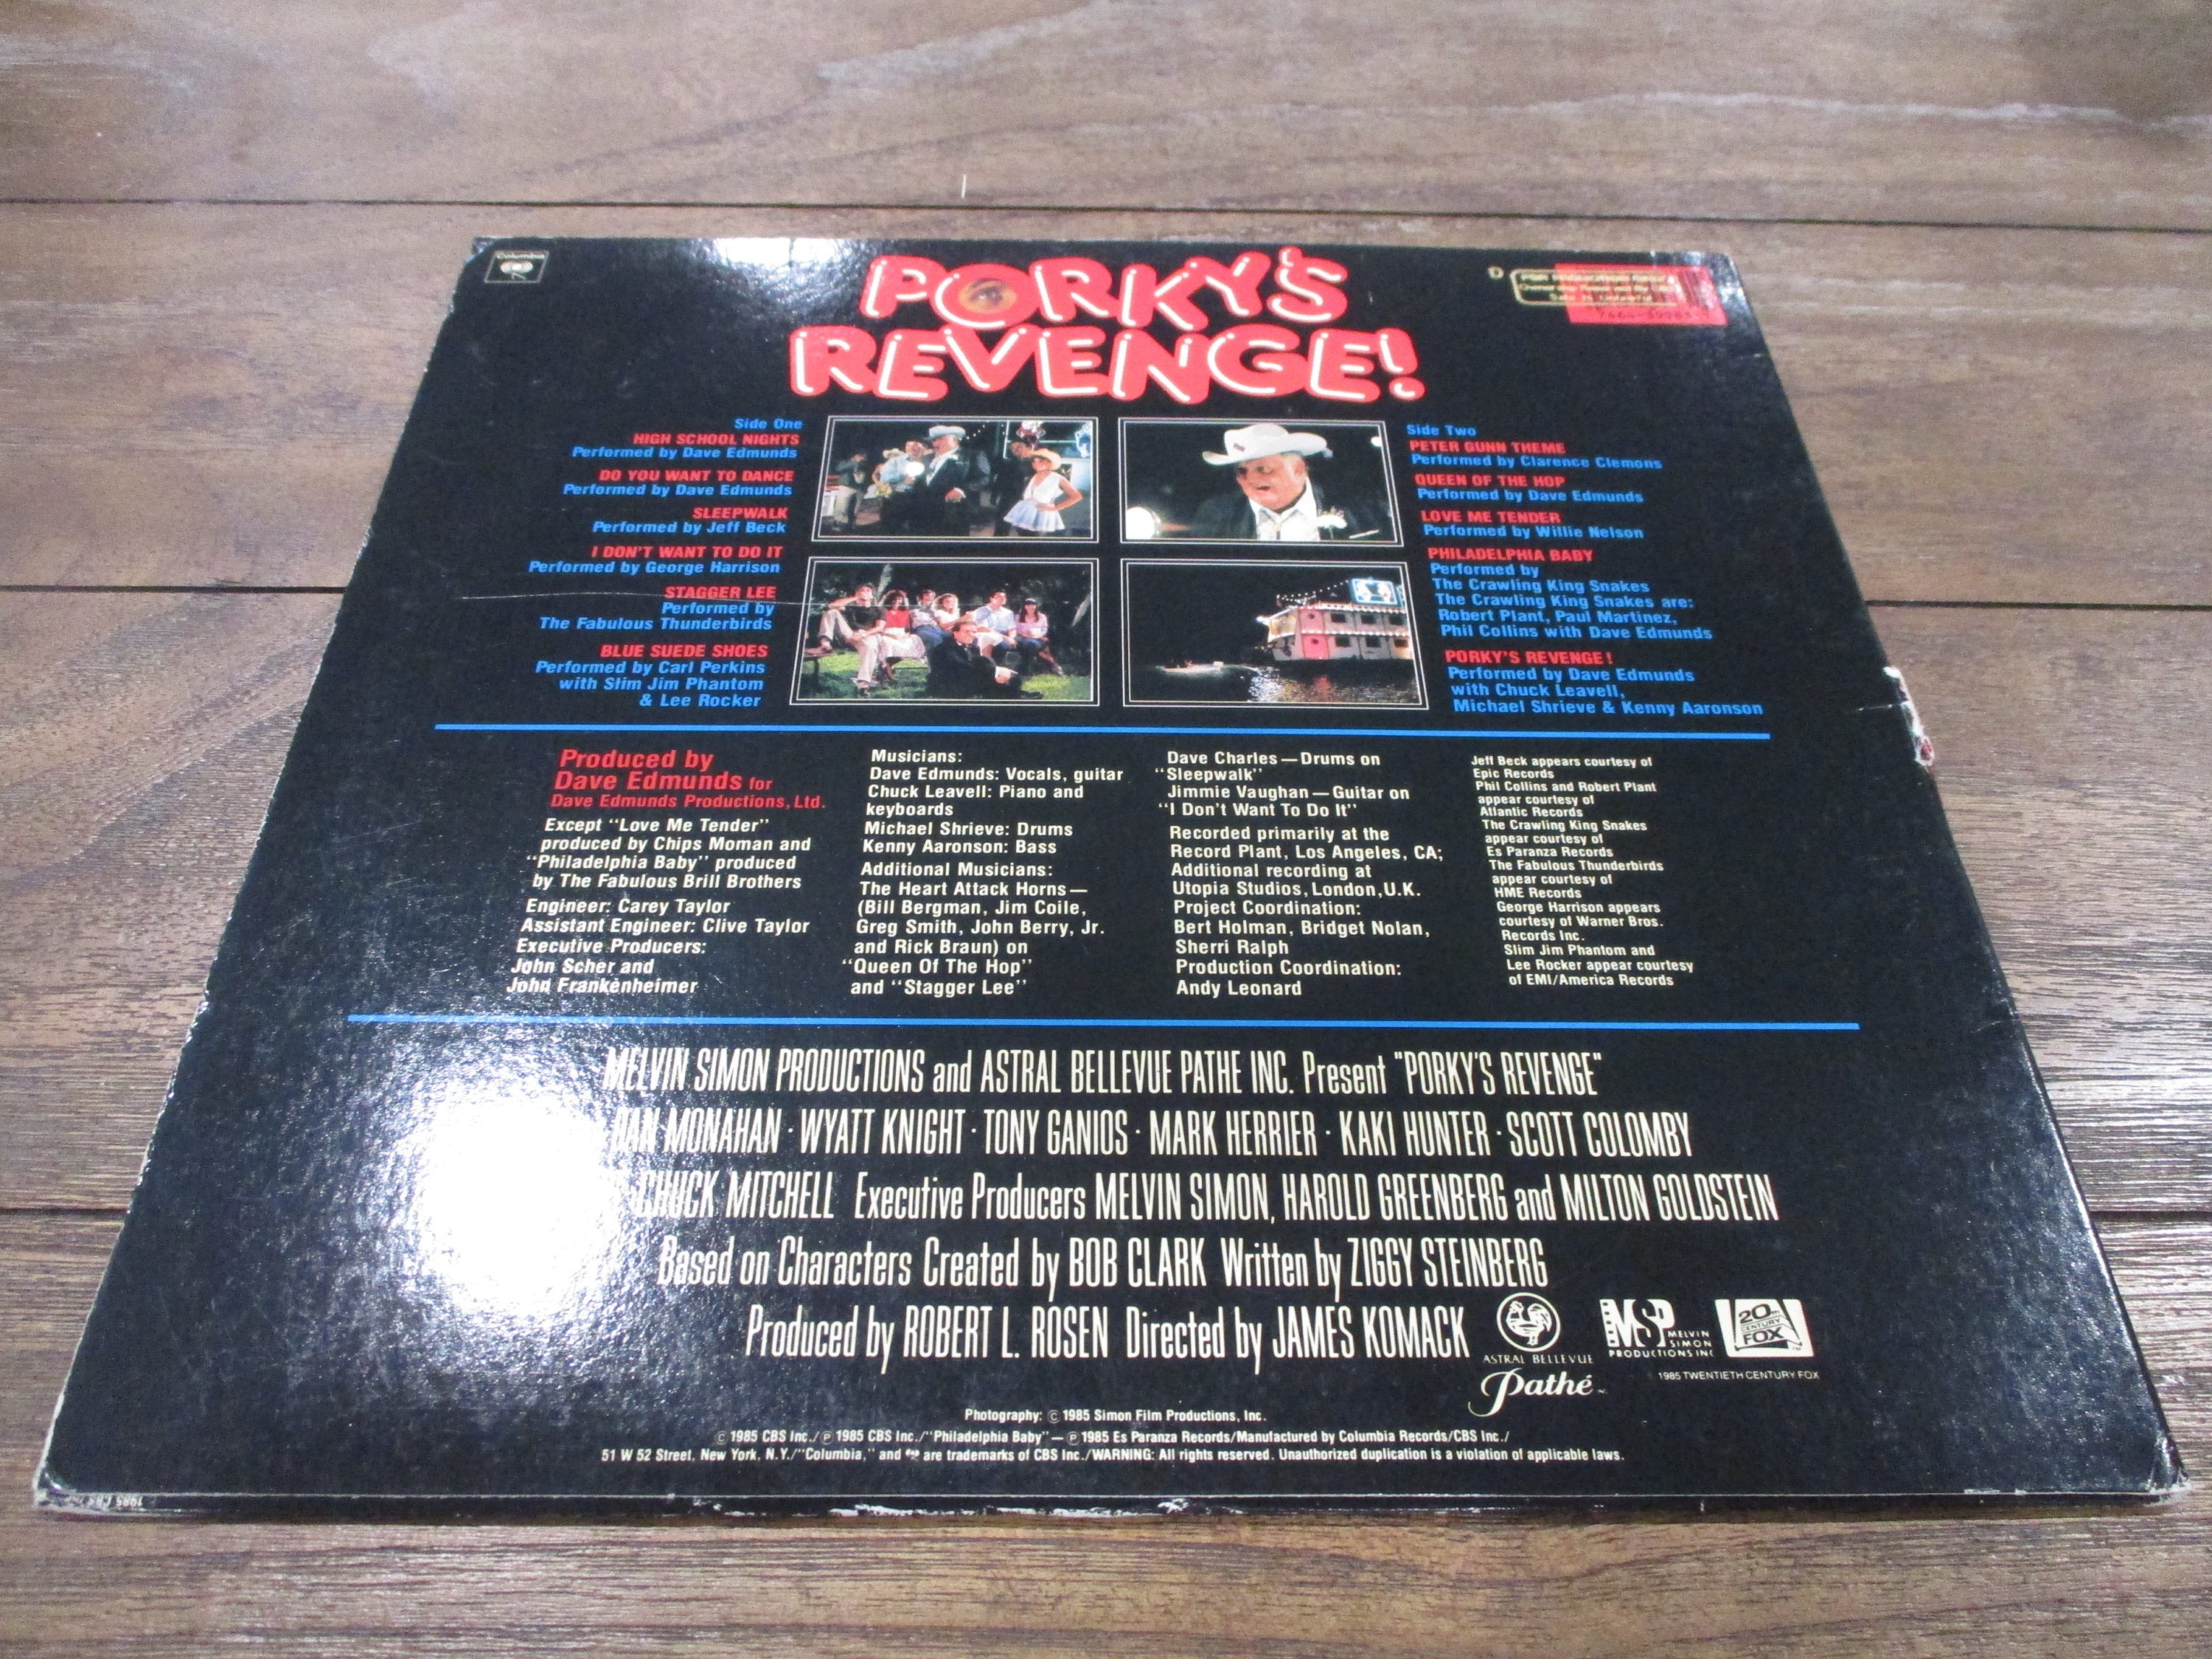 Columbia
PORKY'S
REVENGE!
Side One
HIGH SCHOOL NIGHTS
Performed by Dave Edmunds
DO YOU WANT TO DANCE
Performed by Dave Edmunds
SLEEPWALK
Performed by Jeff Beck
I DON'T WANT TO DO IT
Performed by George Harrison
STAGGER LEE
Performed by
The Fabulous Thunderbirds
BLUE SUEDE SHOES
Performed by Carl Perkins
with Slim Jim Phantom
& Lee Rocker
Side Two
PETER GUNN THEME
Performed by Clarence Clemons
QUEEN OF THE HOP
Performed by Dave Edmunds
LOVE ME TENDER
Performed by Willie Nelson
PHILADELPHIA BABY
Performed by
The Crawling King Snakes
The Crawling King Snakes are:
Robert Plant, Paul Martinez,
Phil Collins with Dave Edmunds
PORKY'S REVENGE!
Performed by Dave Edmunds
with Chuck Leavell,
Michael Shrieve & Kenny Aaronson
Produced by
Dave Edmunds for
Dave Edmunds Productions, Ltd.
Except "Love Me Tender"
produced by Chips Moman and
"Philadelphia Baby" produced
by The Fabulous Brill Brothers
Engineer: Carey Taylor
Assistant Engineer: Clive Taylor
Executive Producers:
John Scher and
John Frankenheimer
Musicians:
Dave Edmunds: Vocals, guitar
Chuck Leavell: Piano and
keyboards
Michael Shrieve: Drums
Kenny Aaronson: Bass
Additional Musicians:
The Heart Attack Horns—
(Bill Bergman, Jim Coile,
Greg Smith, John Berry, Jr.
and Rick Braun) on
"Queen Of The Hop"
and "Stagger Lee"
Dave Charles—Drums on
"Sleepwalk"
Jimmie Vaughan—Guitar on
"I Don't Want To Do It"
Recorded primarily at the
Record Plant, Los Angeles, CA;
Additional recording at
Utopia Studios, London, U.K.
Project Coordination:
Bert Holman, Bridget Nolan,
Sherri Ralph
Production Coordination:
Andy Leonard
Jeff Beck appears courtesy of
Epic Records
Phil Collins and Robert Plant
appear courtesy of
Atlantic Records
The Crawling King Snakes
appear courtesy of
Es Paranza Records
The Fabulous Thunderbirds
appear courtesy of
HME Records
George Harrison appears
courtesy of Warner Bros.
Records Inc.
Slim Jim Phantom and
Lee Rocker appear courtesy
of EMI/America Records
MELVIN SIMON PRODUCTIONS and ASTRAL BELLEVUE PATHE INC. Present "PORKY'S REVENGE"
DAN MONAHAN · WYATT KNIGHT · TONY GANIOS · MARK HERRIER · KAKI HUNTER · SCOTT COLOMBY
CHUCK MITCHELL Executive Producers MELVIN SIMON, HAROLD GREENBERG and MILTON GOLDSTEIN
Based on Characters Created by BOB CLARK Written by ZIGGY STEINBERG
Produced by ROBERT L. ROSEN Directed by JAMES KOMACK
ASTRAL BELLEVUE
Pathé
MSP MELVIN
SIMON
PRODUCTIONS INC
20th
CENTURY
FOX
TM
1985 TWENTIETH CENTURY FOX
Photography: © 1985 Simon Film Productions, Inc.
© 1985 CBS Inc./℗ 1985 CBS Inc./"Philadelphia Baby"—℗ 1985 Es Paranza Records/Manufactured by Columbia Records/CBS Inc./
51 W 52 Street, New York, N.Y./"Columbia," and are trademarks of CBS Inc./WARNING: All rights reserved. Unauthorized duplication is a violation of applicable laws.